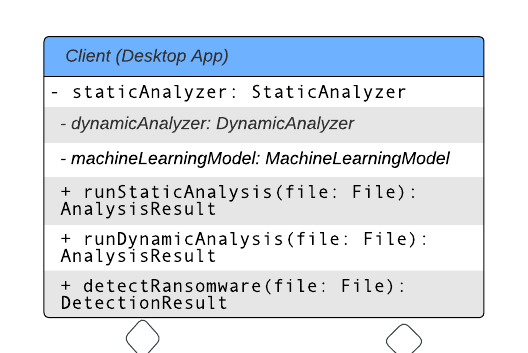 Client (Desktop App)
- staticAnalyzer: StaticAnalyzer
- dynamicAnalyzer: DynamicAnalyzer
- machineLearningModel: MachineLearningModel
+ runStaticAnalysis(file: File):
AnalysisResult
+ runDynamicAnalysis(file: File):
AnalysisResult
+ detectRansomware(file: File):
DetectionResult